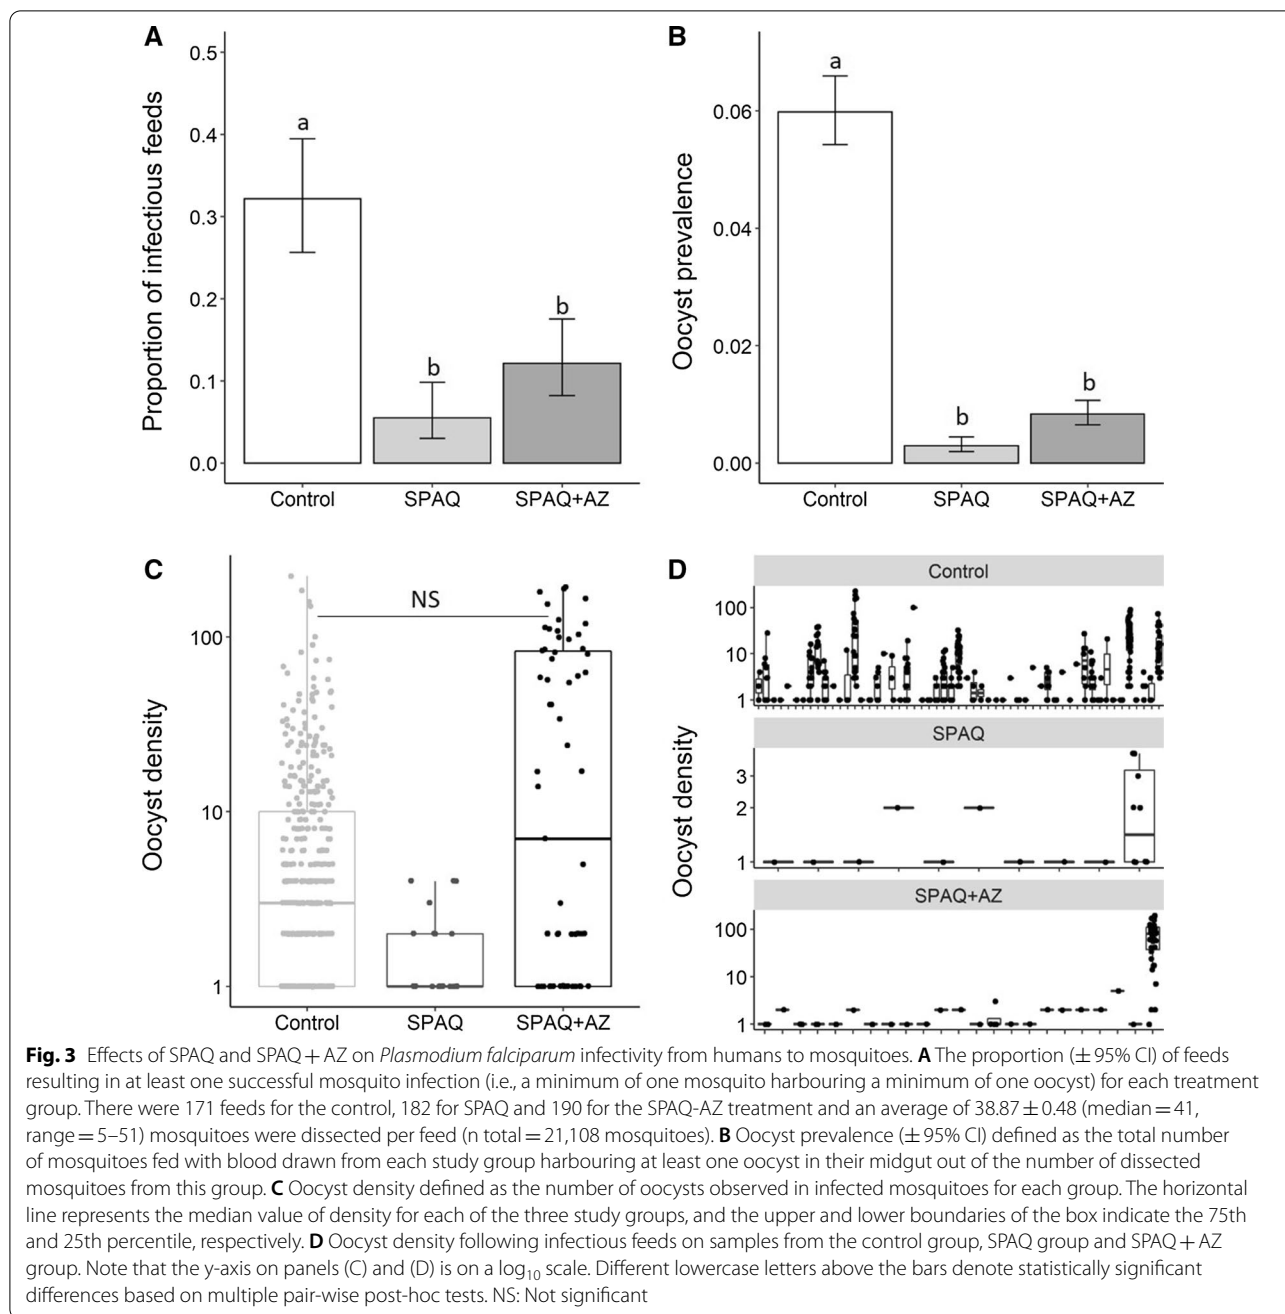 A
Proportion of infectious feeds
0.5
0.4
0.3
0.2
0.1
0.0
a
b
b
Control SPAQ SPAQ+AZ
B
Oocyst prevalence
0.06
0.04
0.02
0.00
a
b
b
Control SPAQ SPAQ+AZ
C
Oocyst density
100
10
1
NS
Control SPAQ SPAQ+AZ
D
Oocyst density
Control
100
10
1
SPAQ
3
2
1
SPAQ+AZ
100
10
1
Fig. 3 Effects of SPAQ and SPAQ + AZ on Plasmodium falciparum infectivity from humans to mosquitoes. A The proportion (± 95% CI) of feeds
resulting in at least one successful mosquito infection (i.e., a minimum of one mosquito harbouring a minimum of one oocyst) for each treatment
group. There were 171 feeds for the control, 182 for SPAQ and 190 for the SPAQ-AZ treatment and an average of 38.87 ± 0.48 (median = 41,
range = 5–51) mosquitoes were dissected per feed (n total = 21,108 mosquitoes). B Oocyst prevalence (± 95% CI) defined as the total number
of mosquitoes fed with blood drawn from each study group harbouring at least one oocyst in their midgut out of the number of dissected
mosquitoes from this group. C Oocyst density defined as the number of oocysts observed in infected mosquitoes for each group. The horizontal
line represents the median value of density for each of the three study groups, and the upper and lower boundaries of the box indicate the 75th
and 25th percentile, respectively. D Oocyst density following infectious feeds on samples from the control group, SPAQ group and SPAQ + AZ
group. Note that the y-axis on panels (C) and (D) is on a log10 scale. Different lowercase letters above the bars denote statistically significant
differences based on multiple pair-wise post-hoc tests. NS: Not significant